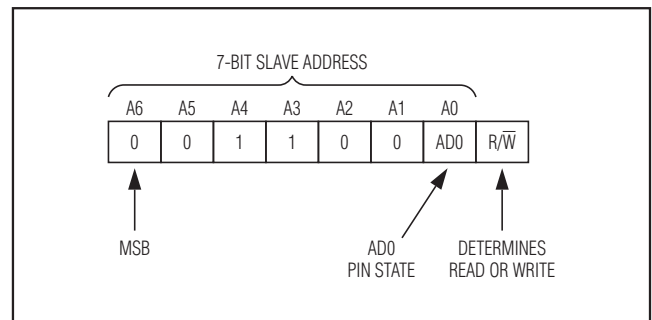 7-BIT SLAVE ADDRESS
A6 A5 A4 A3 A2 A1 A0
0 0 1 1 0 0 AD0 R/W̅
MSB
AD0
PIN STATE
DETERMINES
READ OR WRITE